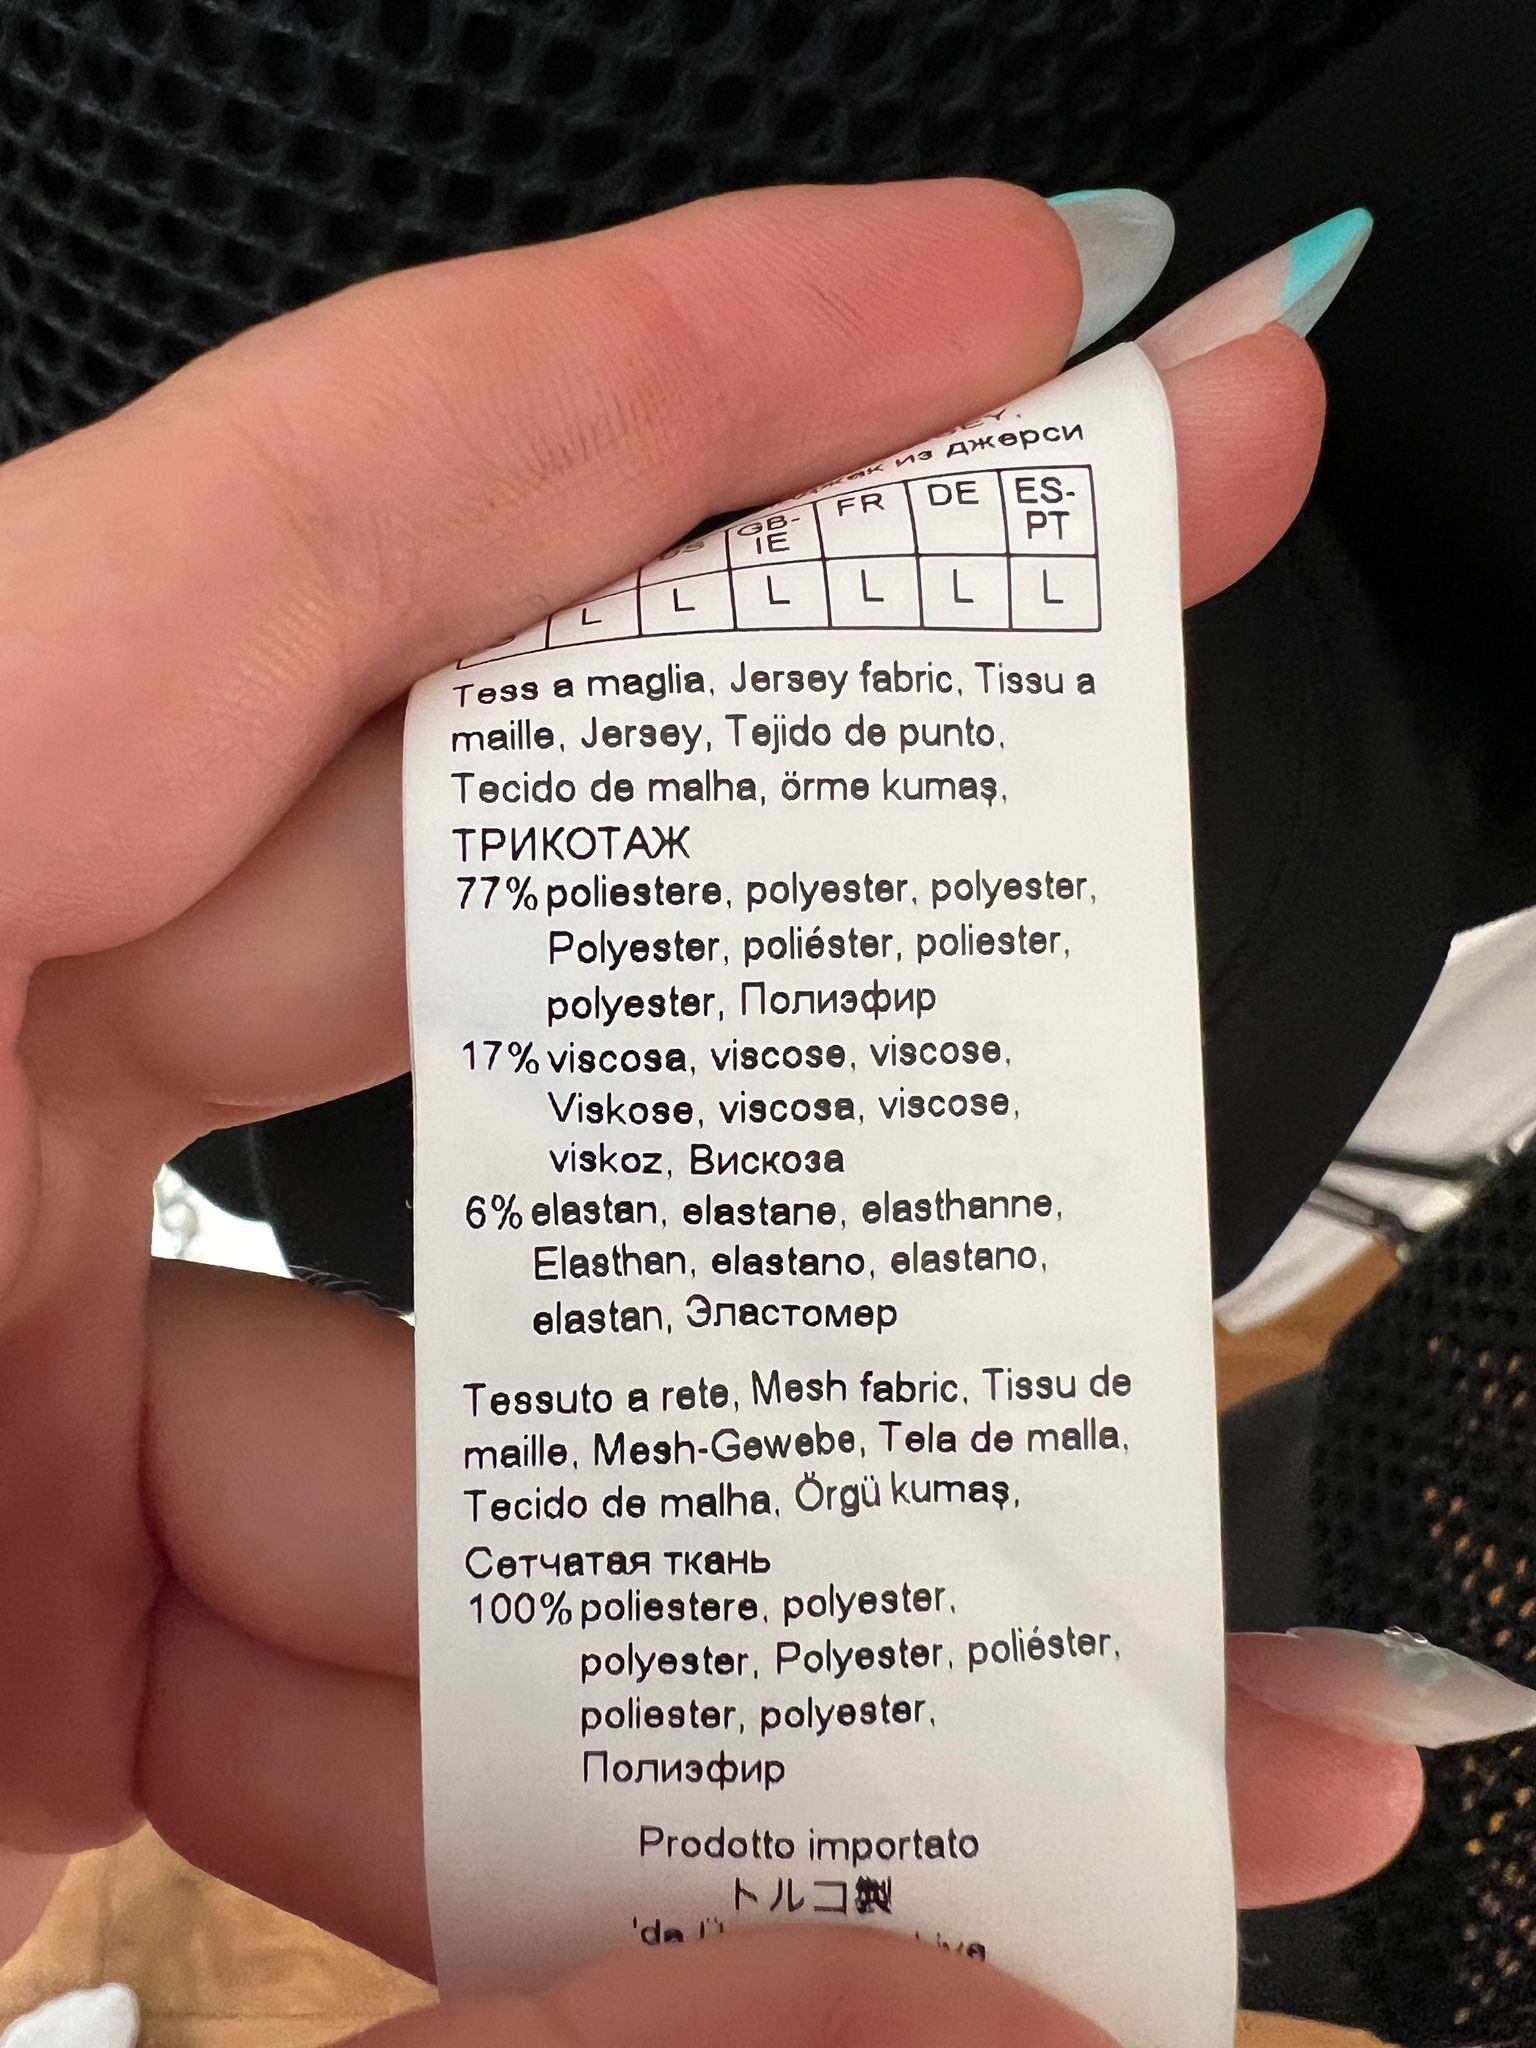 из джерси
GB-
IE
FR
DE
ES-
PT
L L L L L L
Tess a maglia, Jersey fabric, Tissu a
maille, Jersey, Tejido de punto,
Tecido de malha, örme kumaş,
ТРИКОТАЖ
77% poliestere, polyester, polyester,
Polyester, poliéster, poliester,
polyester, Полиэфир
17% viscosa, viscose, viscose,
Viskose, viscosa, viscose,
viskoz, Вискоза
6% elastan, elastane, elasthanne,
Elasthan, elastano, elastano,
elastan, Эластомер
Tessuto a rete, Mesh fabric, Tissu de
maille, Mesh-Gewebe, Tela de malla,
Tecido de malha, Örgü kumaş,
Сетчатая ткань
100% poliestere, polyester,
polyester, Polyester, poliéster,
poliester, polyester,
Полиэфир
Prodotto importato
トルコ製